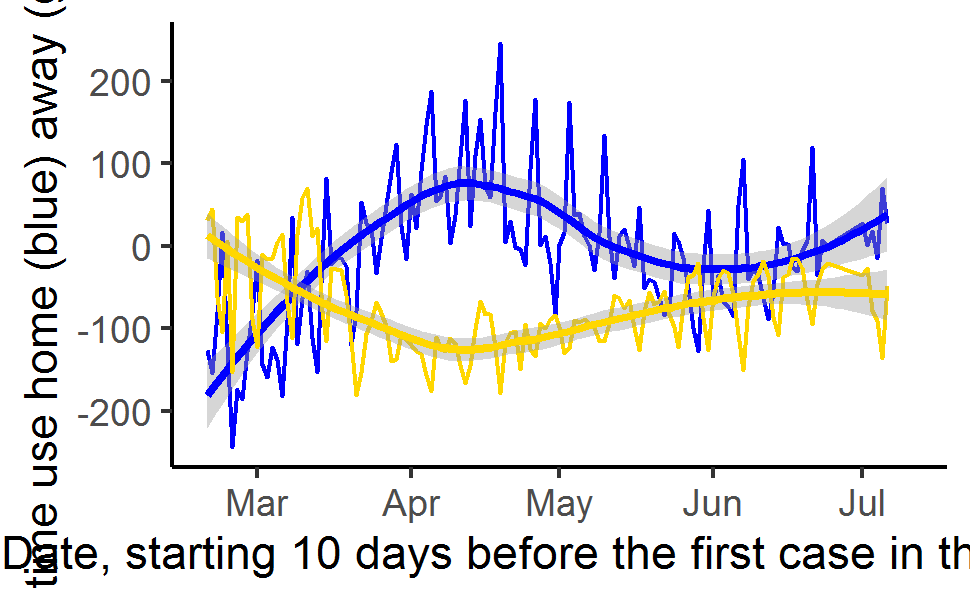 time use home (blue) away (
200
100
0
-100
-200
Mar Apr May Jun Jul
Date, starting 10 days before the first case in th